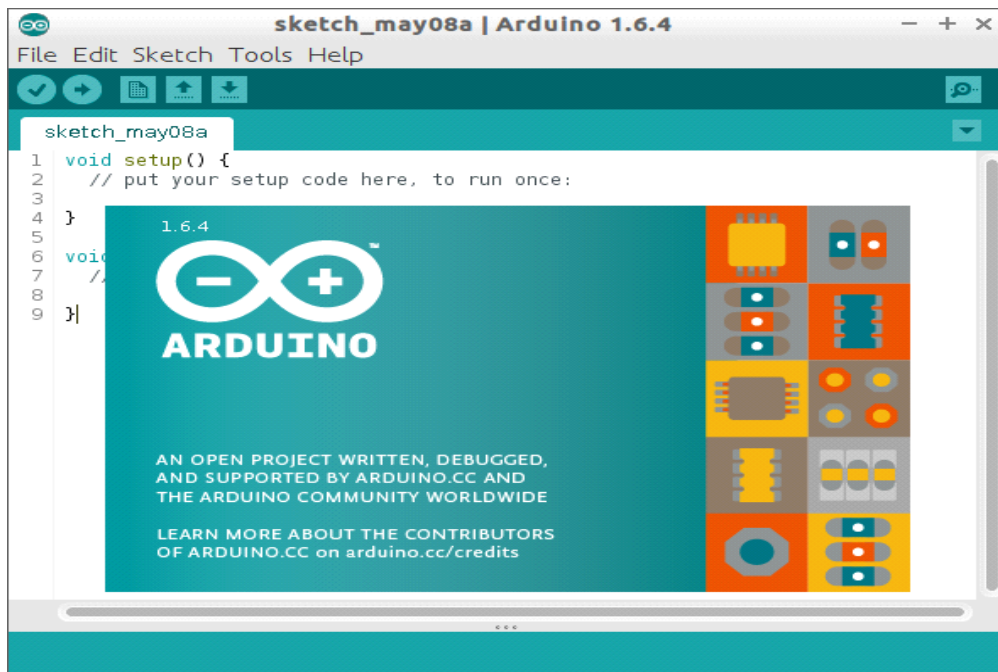 sketch_may08a | Arduino 1.6.4
File Edit Sketch Tools Help
sketch_may08a
1 void setup() {
2 // put your setup code here, to run once:
3
4 }
5
6 void
7 //
8
9 }
1.6.4
™
ARDUINO
AN OPEN PROJECT WRITTEN, DEBUGGED,
AND SUPPORTED BY ARDUINO.CC AND
THE ARDUINO COMMUNITY WORLDWIDE
LEARN MORE ABOUT THE CONTRIBUTORS
OF ARDUINO.CC on arduino.cc/credits